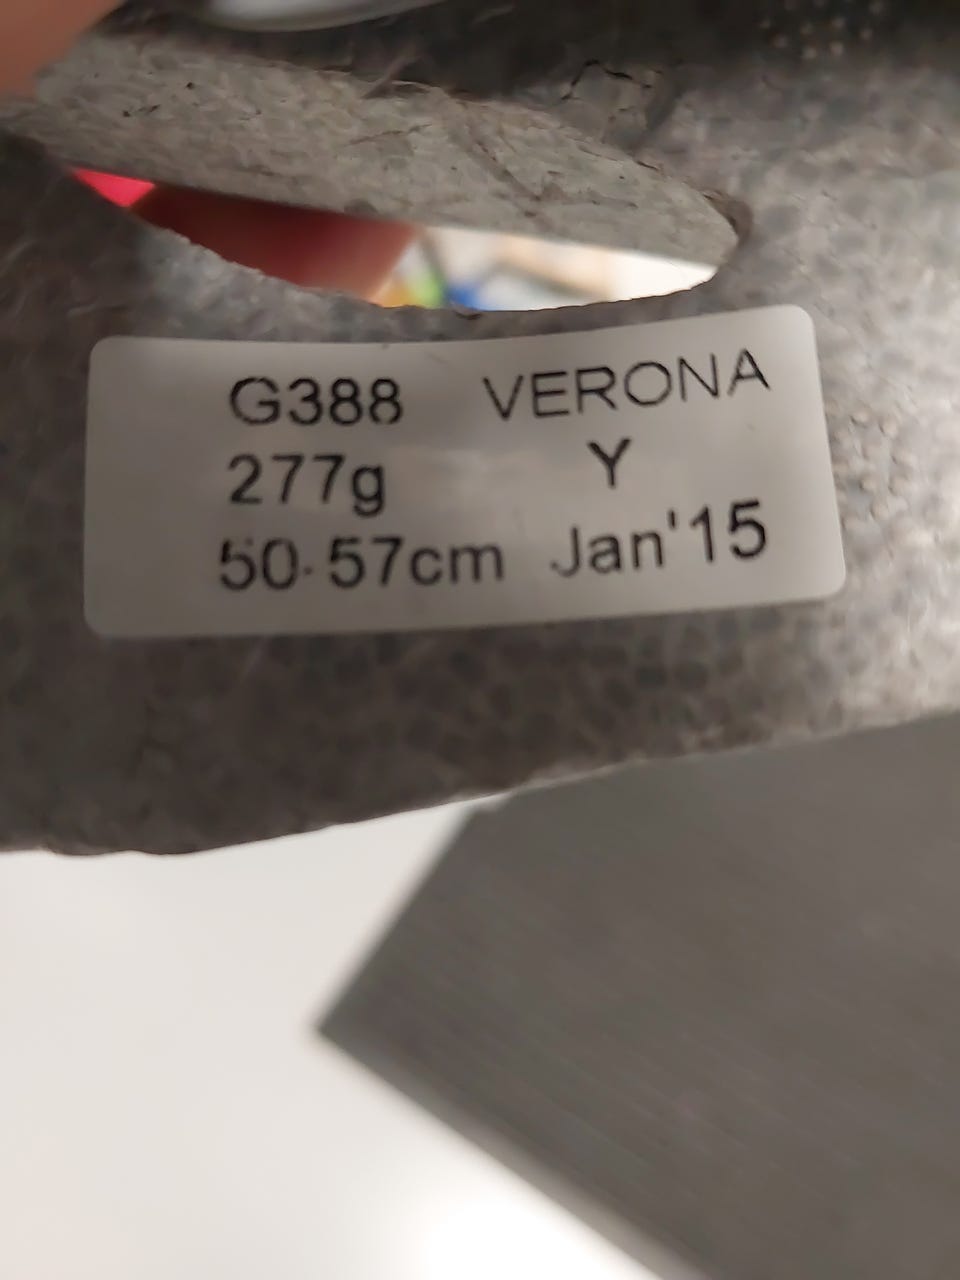 G388 VERONA
277g Y
50-57cm Jan'15